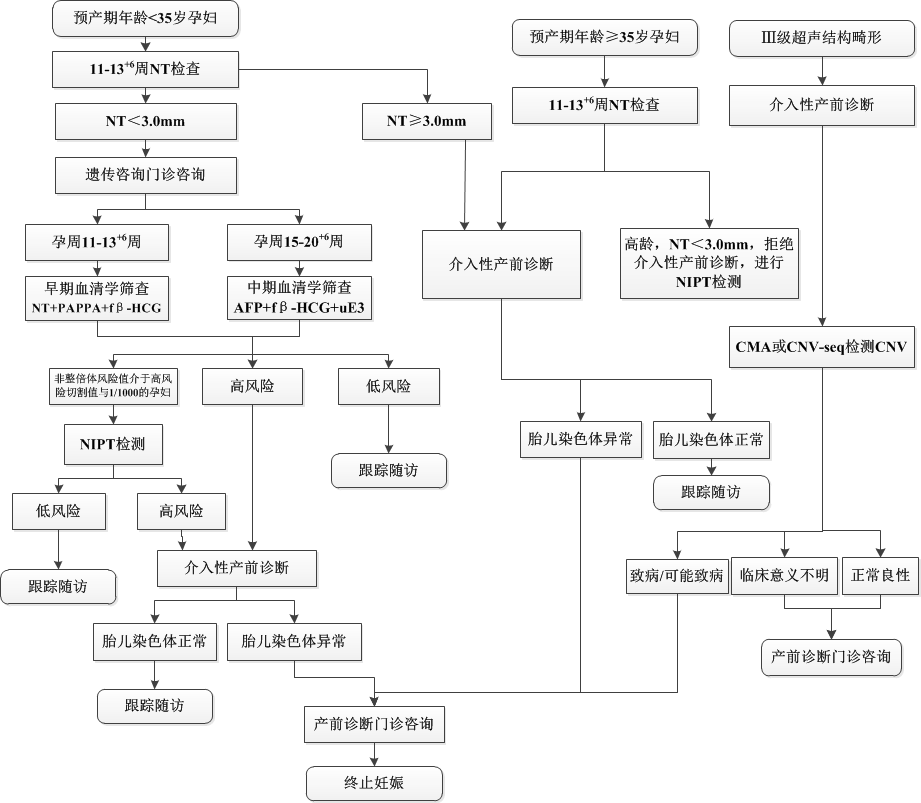 预产期年龄<35岁孕妇
11-13+6周NT检查
NT＜3.0mm
遗传咨询门诊咨询
孕周11-13+6周
孕周15-20+6周
早期血清学筛查
NT+PAPPA+fβ-HCG
中期血清学筛查
AFP+fβ-HCG+uE3
非整倍体风险值介于高风
险切割值与1/1000的孕妇
高风险
低风险
NIPT检测
跟踪随访
低风险
高风险
跟踪随访
介入性产前诊断
胎儿染色体正常
胎儿染色体异常
跟踪随访
NT≥3.0mm
预产期年龄≥35岁孕妇
11-13+6周NT检查
介入性产前诊断
高龄，NT＜3.0mm，拒绝
介入性产前诊断，进行
NIPT检测
胎儿染色体异常
胎儿染色体正常
跟踪随访
III级超声结构畸形
介入性产前诊断
CMA或CNV-seq检测CNV
致病/可能致病
临床意义不明
正常良性
产前诊断门诊咨询
产前诊断门诊咨询
终止妊娠